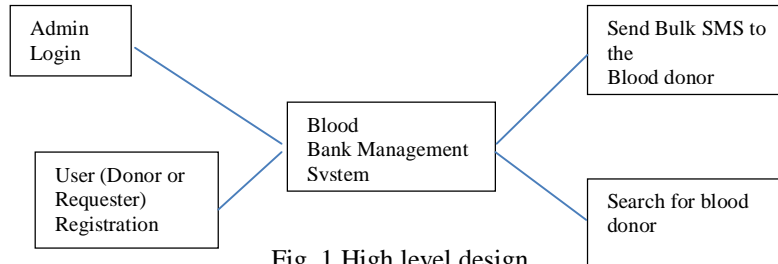 Admin
Login
Send Bulk SMS to
the
Blood donor
Blood
Bank Management
System
User (Donor or
Requester)
Registration
Search for blood
donor
Fig. 1 High level design